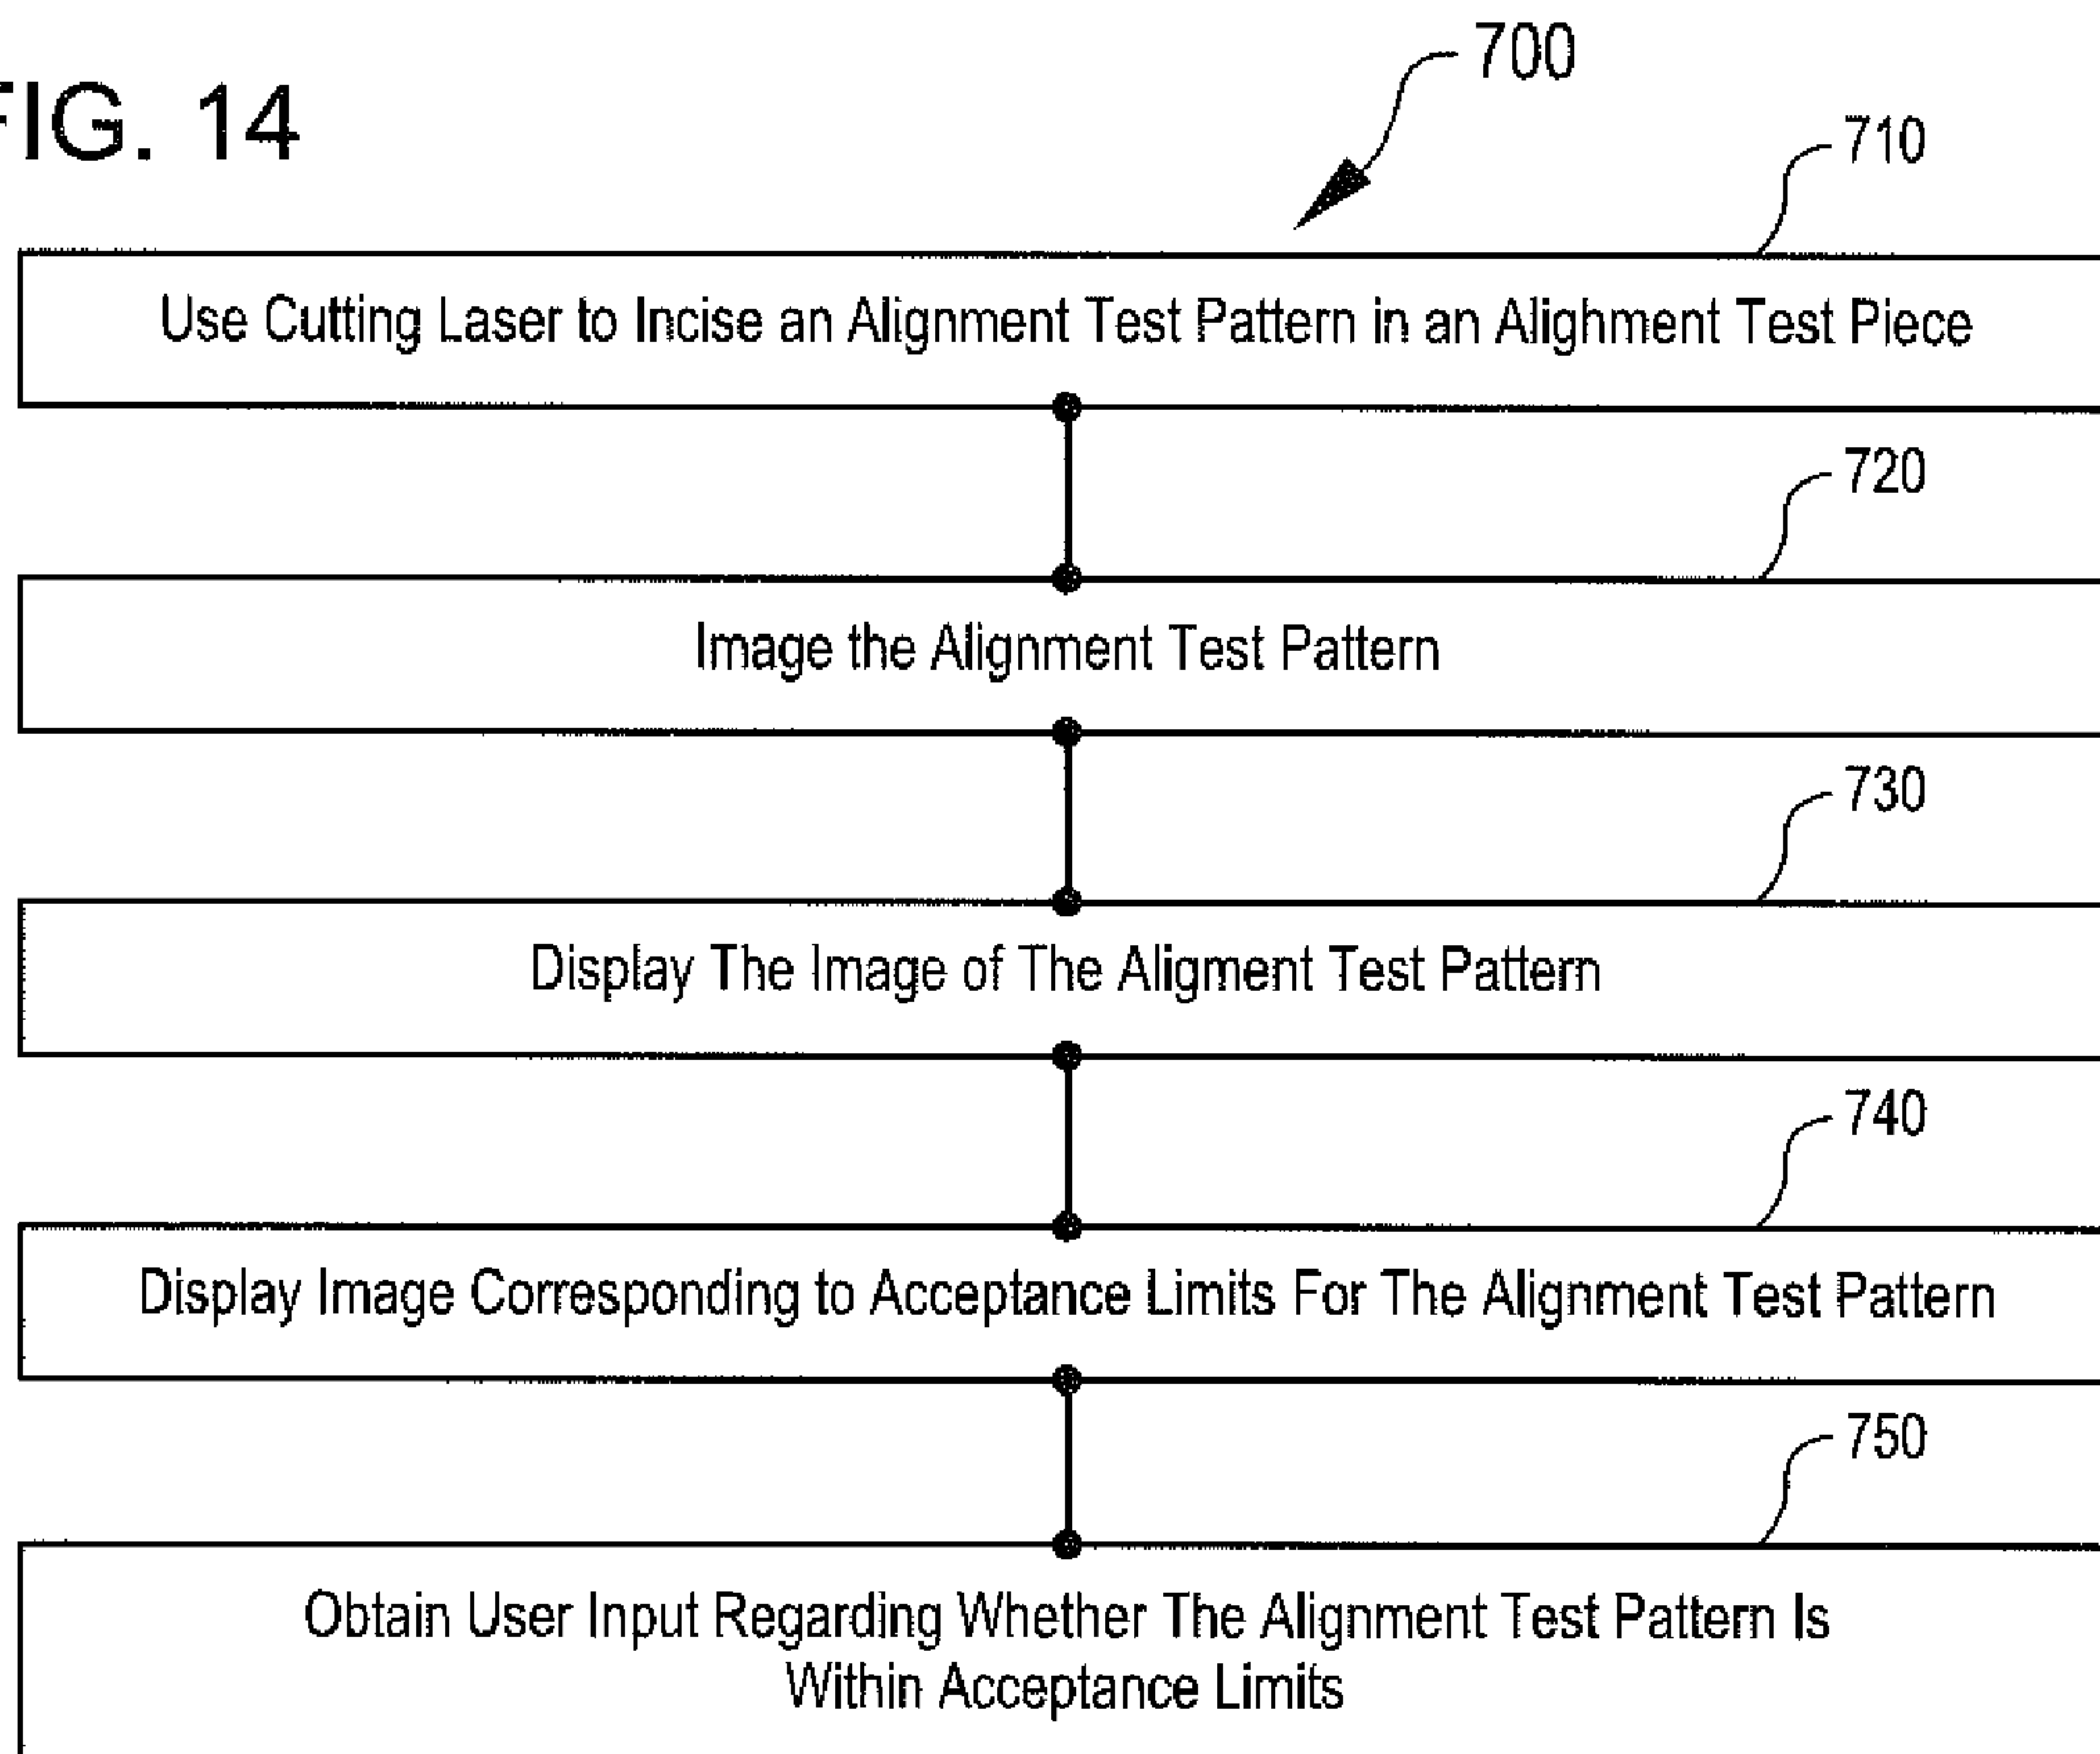 FIG. 14
700
710
Use Cutting Laser to Incise an Alignment Test Pattern in an Alighment Test Piece
720
Image the Alignment Test Pattern
730
Display The Image of The Aligment Test Pattern
740
Display Image Corresponding to Acceptance Limits For The Alignment Test Pattern
750
Obtain User Input Regarding Whether The Alignment Test Pattern Is
Within Acceptance Limits